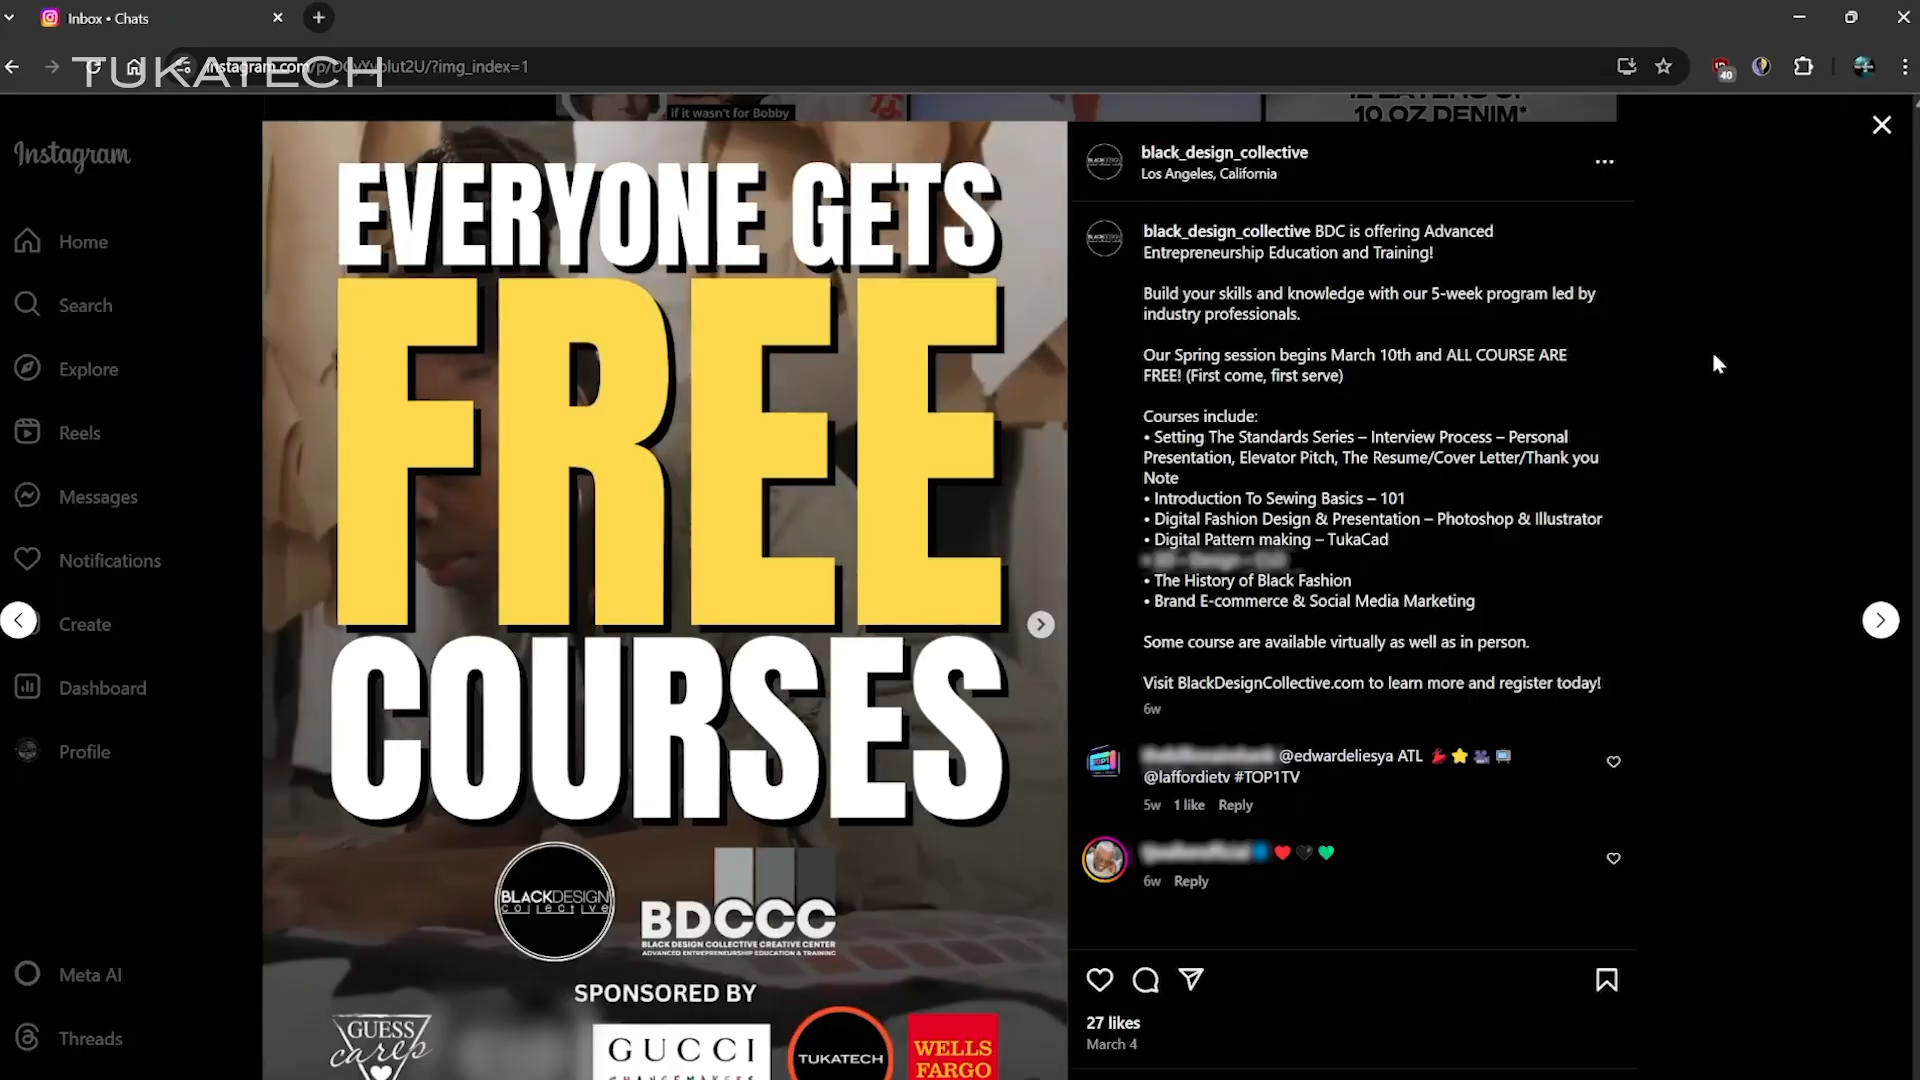 Inbox • Chats
TUKATECH
instagram.com/p/
lut2U/?img_index=1
40
if it wasn't for Bobby
10 OZ DENIM*
Instagram
Home
Search
Explore
Reels
Messages
Notifications
Create
Dashboard
Profile
Meta AI
Threads
EVERYONE GETS
FREE
COURSES
BLACKDESIGN
collective
BDCCC
BLACK DESIGN COLLECTIVE CREATIVE CENTER
ADVANCED ENTREPRENEURSHIP EDUCATION & TRAINING
SPONSORED BY
GUESS
GUCCI
CHANGEMAKERS
TUKATECH
WELLS
FARGO
black_design_collective
Los Angeles, California
black_design_collective BDC is offering Advanced
Entrepreneurship Education and Training!
Build your skills and knowledge with our 5-week program led by
industry professionals.
Our Spring session begins March 10th and ALL COURSE ARE
FREE! (First come, first serve)
Courses include:
• Setting The Standards Series – Interview Process – Personal
Presentation, Elevator Pitch, The Resume/Cover Letter/Thank you
Note
• Introduction To Sewing Basics – 101
• Digital Fashion Design & Presentation – Photoshop & Illustrator
• Digital Pattern making – TukaCad
• The History of Black Fashion
• Brand E-commerce & Social Media Marketing
Some course are available virtually as well as in person.
Visit BlackDesignCollective.com to learn more and register today!
6w
@edwardeliesya ATL 💃⭐🎥📺
@laffordietv #TOP1TV
5w 1 like Reply
❤️🖤💚
6w Reply
27 likes
March 4